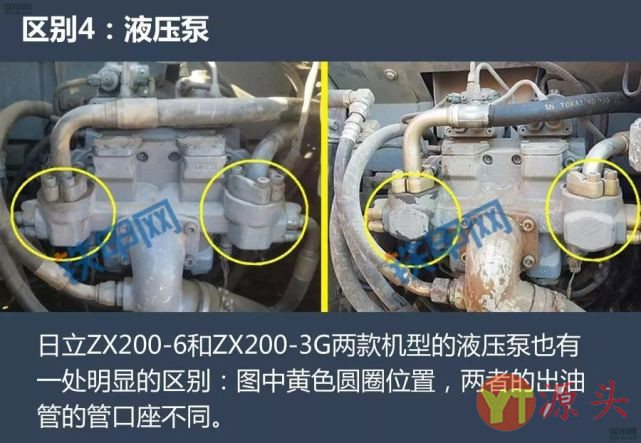 区别4：液压泵
铁甲网
铁甲网
TOKAI
日立ZX200-6和ZX200-3G两款机型的液压泵也有
一处明显的区别：图中黄色圆圈位置，两者的出油
管的管口座不同。
YT源头